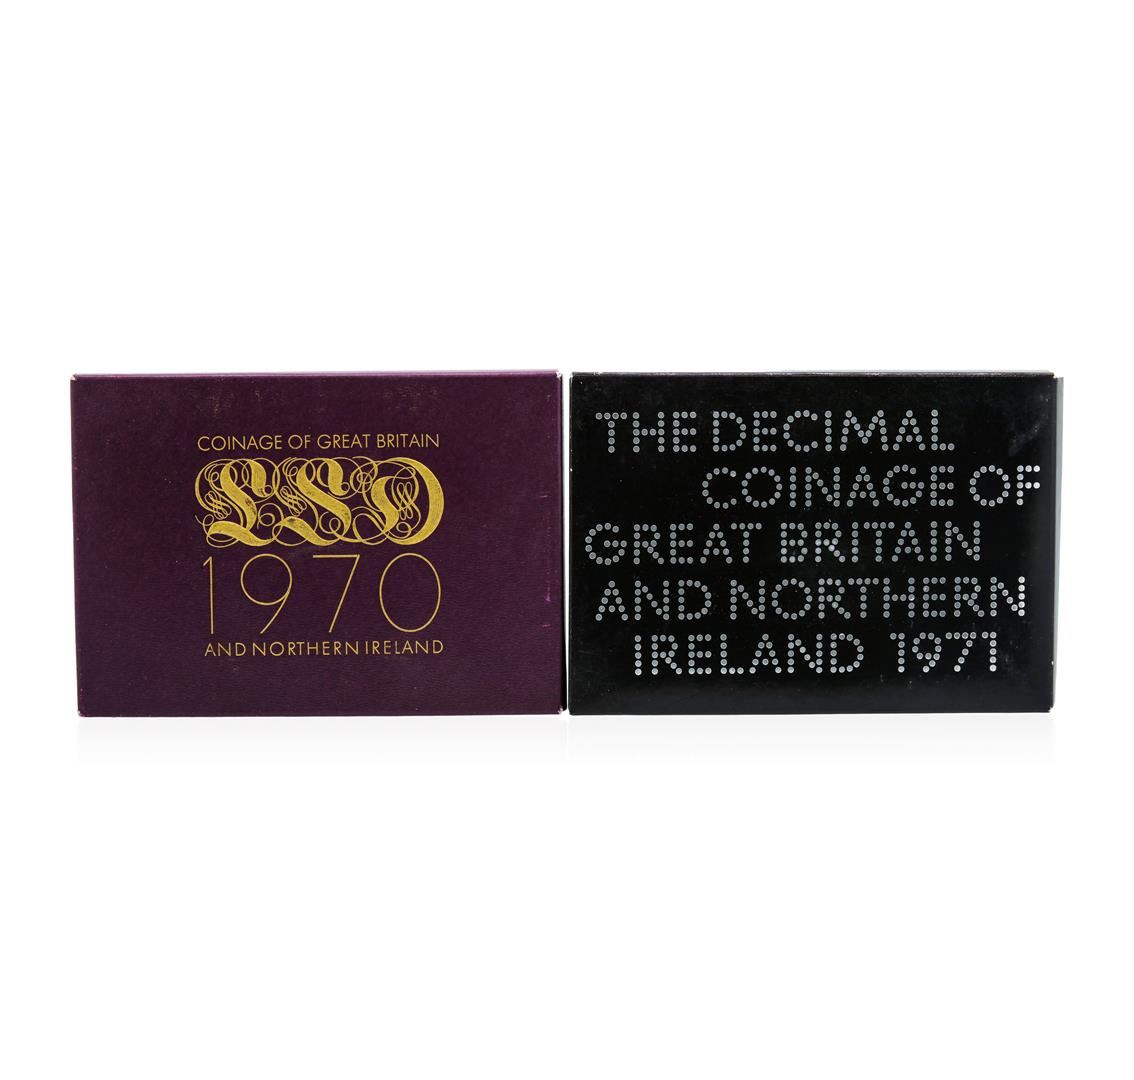 COINAGE OF GREAT BRITAIN
LSD
1970
AND NORTHERN IRELAND
THE DECIMAL
COINAGE OF
GREAT BRITAIN
AND NORTHERN
IRELAND 1971